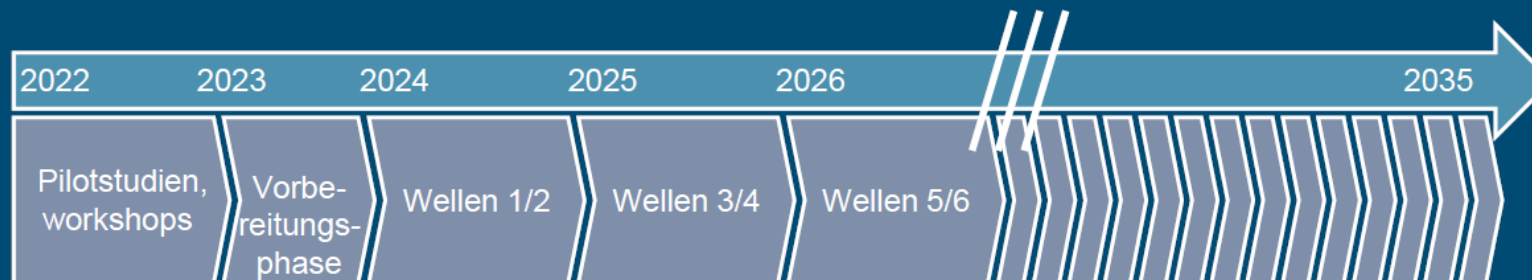 2022 2023 2024 2025 2026 2035
Pilotstudien,
workshops
Vorbe-
reitungs-
phase
Wellen 1/2
Wellen 3/4
Wellen 5/6